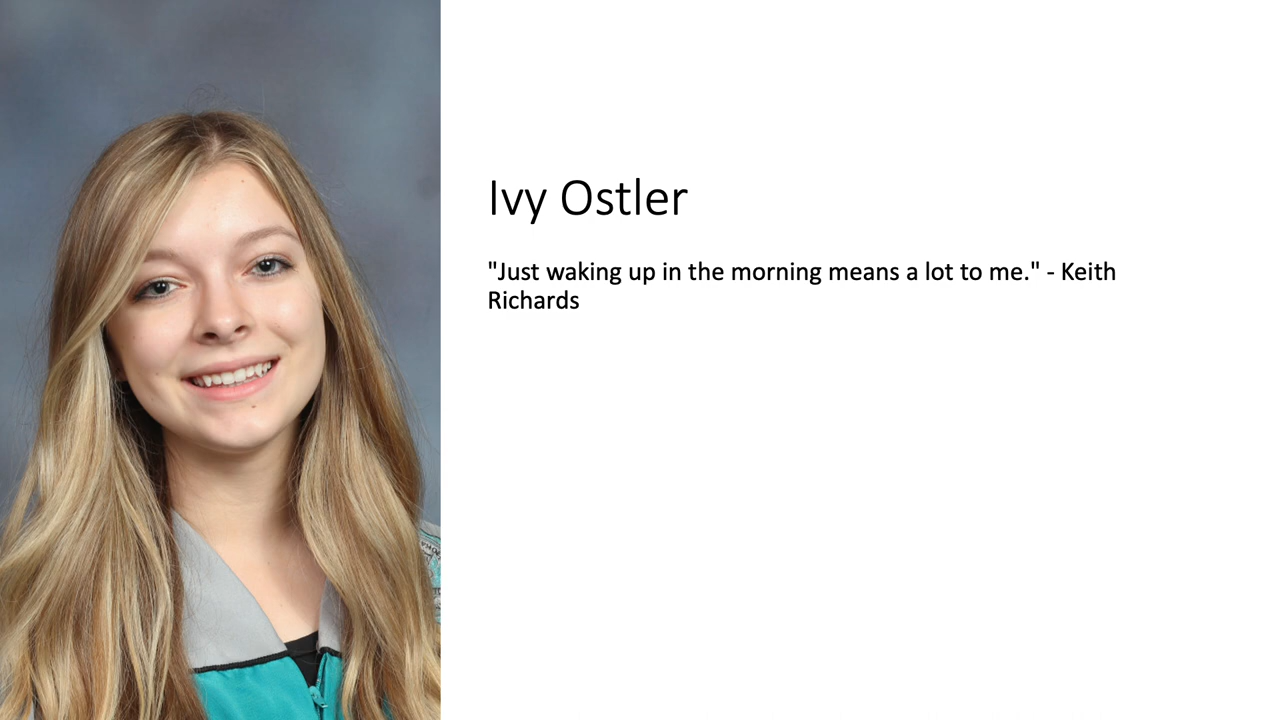 Ivy Ostler
"Just waking up in the morning means a lot to me." - Keith
Richards